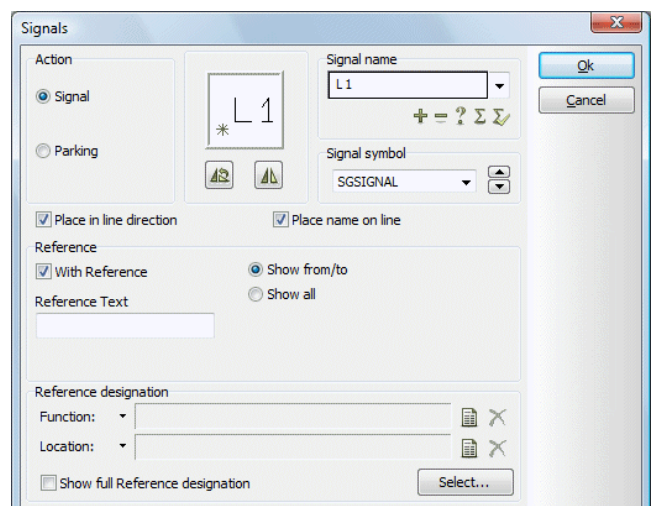 Signals
Action
Signal
Parking
L1
Signal name
L1
+ = ? Σ Σ
Signal symbol
SGSIGNAL
Ok
Cancel
Place in line direction
Place name on line
Reference
With Reference
Show from/to
Show all
Reference Text
Reference designation
Function:
Location:
Show full Reference designation
Select...